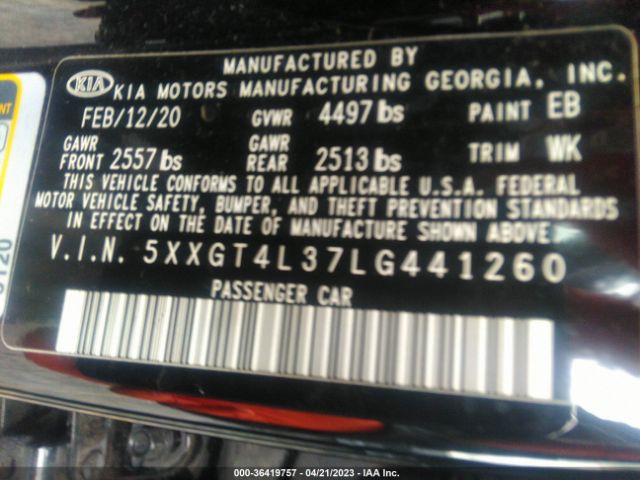 MANUFACTURED BY
KIA KIA MOTORS MANUFACTURING GEORGIA, INC.
FEB/12/20 GVWR 4497 lbs PAINT EB
GAWR FRONT 2557 lbs GAWR REAR 2513 lbs TRIM WK
THIS VEHICLE CONFORMS TO ALL APPLICABLE U.S.A. FEDERAL
MOTOR VEHICLE SAFETY, BUMPER, AND THEFT PREVENTION STANDARDS
IN EFFECT ON THE DATE OF MANUFACTURE SHOWN ABOVE.
V.I.N. 5XXGT4L37LG441260
PASSENGER CAR
000-36419757 - 04/21/2023 - IAA Inc.